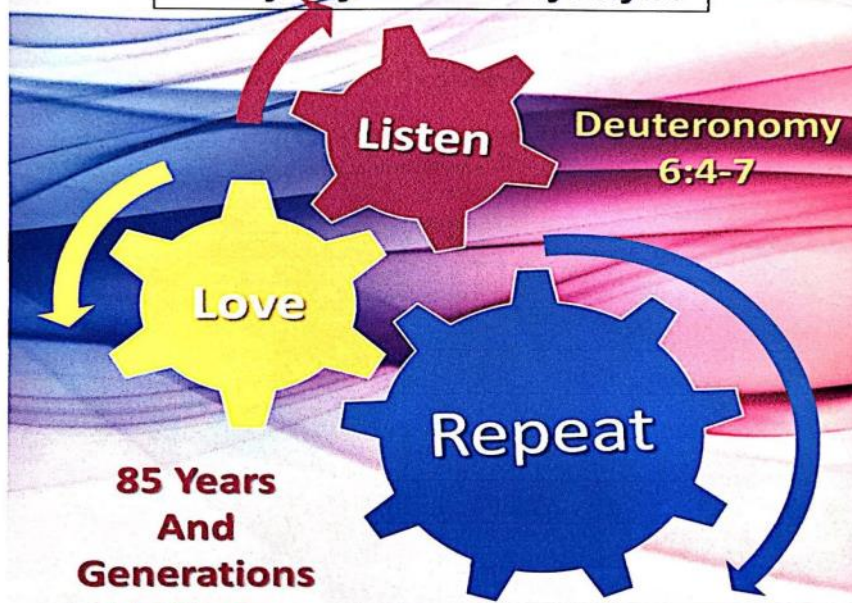 Listen
Deuteronomy
6:4-7
Love
Repeat
85 Years
And
Generations